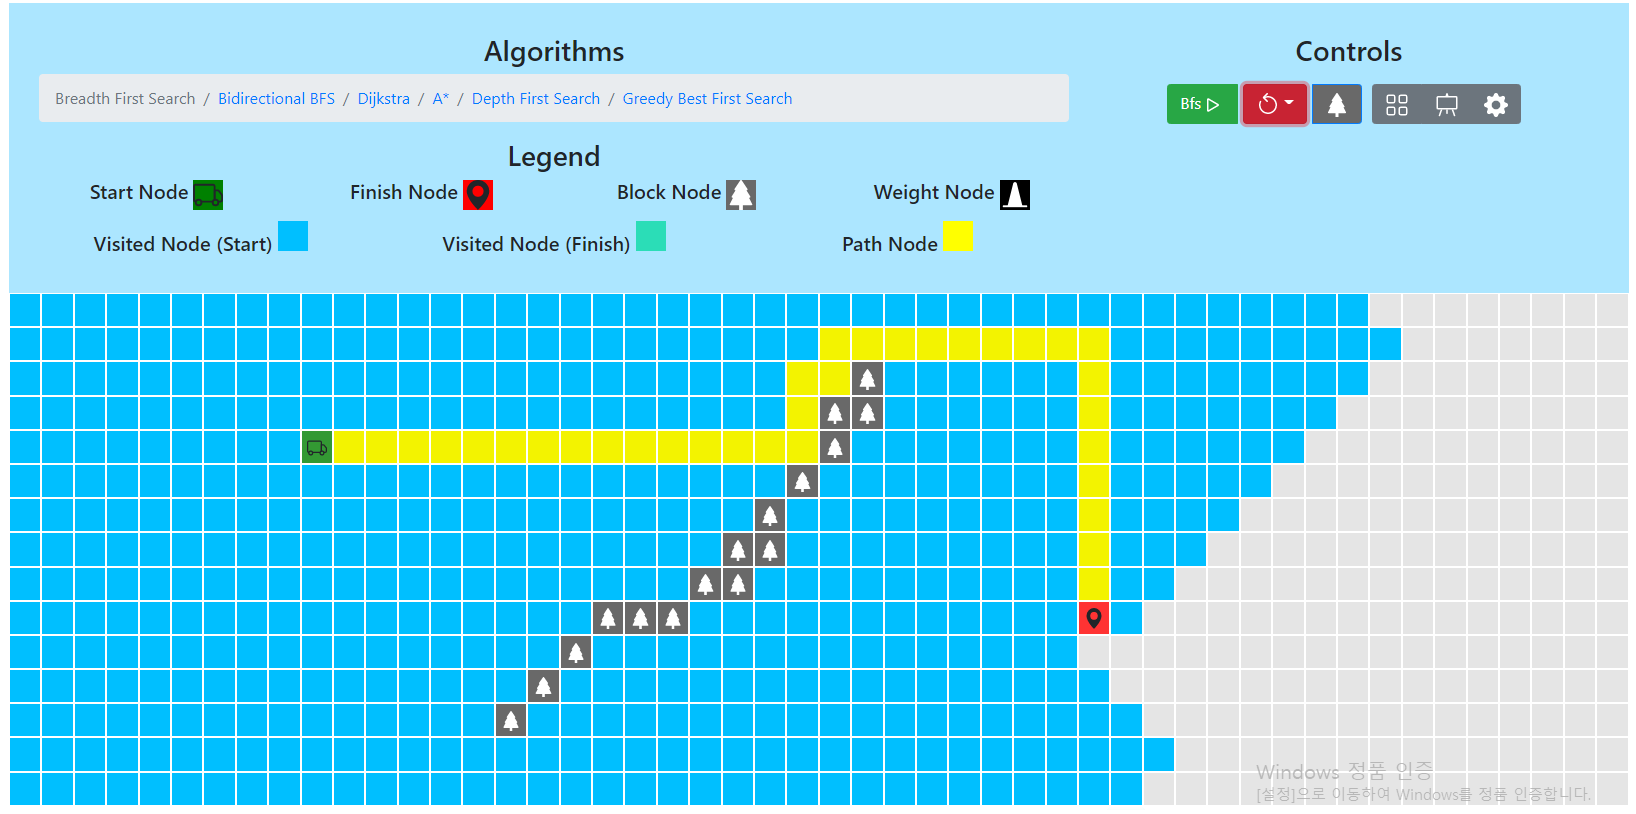 Algorithms
Controls
Breadth First Search / Bidirectional BFS / Dijkstra / A* / Depth First Search / Greedy Best First Search
Bfs
Legend
Start Node
Finish Node
Block Node
Weight Node
Visited Node (Start)
Visited Node (Finish)
Path Node
Windows 정품 인증
[설정]으로 이동하여 Windows를 정품 인증합니다.